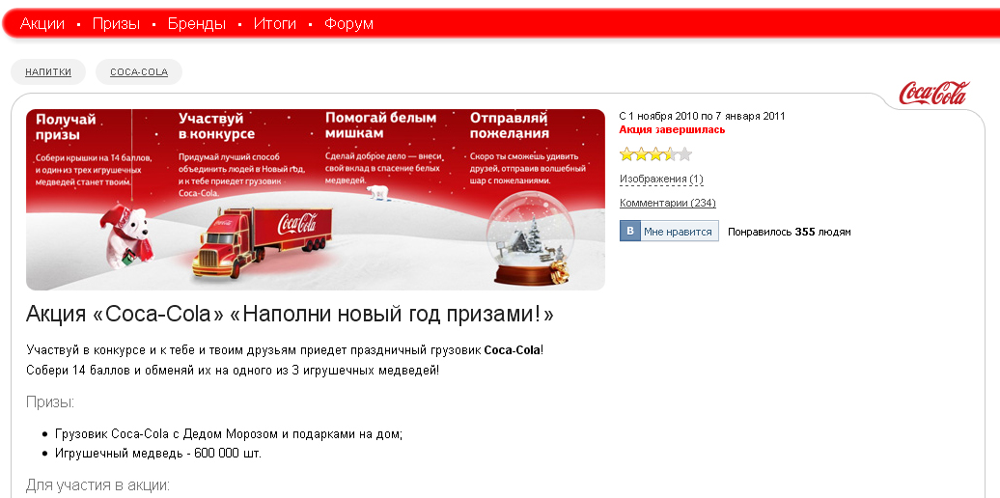 Акции • Призы • Бренды • Итоги • Форум
НАПИТКИ COCA-COLA
Coca-Cola
Получай
призы
Собери крышки на 14 баллов,
и один из трех игрушечных
медведей станет твоим.
Участвуй
в конкурсе
Придумай лучший способ
объединить людей в Новый год,
и к тебе приедет грузовик
Coca-Cola.
Помогай белым
мишкам
Сделай доброе дело — внеси
свой вклад в спасение белых
медведей.
Отправляй
пожелания
Скоро ты сможешь удивить
друзей, отправив волшебный
шар с пожеланиями.
Coca-Cola
С 1 ноября 2010 по 7 января 2011
Акция завершилась
Изображения (1)
Комментарии (234)
В Мне нравится Понравилось 355 людям
Акция «Coca-Cola» «Наполни новый год призами!»
Участвуй в конкурсе и к тебе и твоим друзьям приедет праздничный грузовик Coca-Cola!
Собери 14 баллов и обменяй их на одного из 3 игрушечных медведей!
Призы:
• Грузовик Coca-Cola с Дедом Морозом и подарками на дом;
• Игрушечный медведь - 600 000 шт.
Для участия в акции: